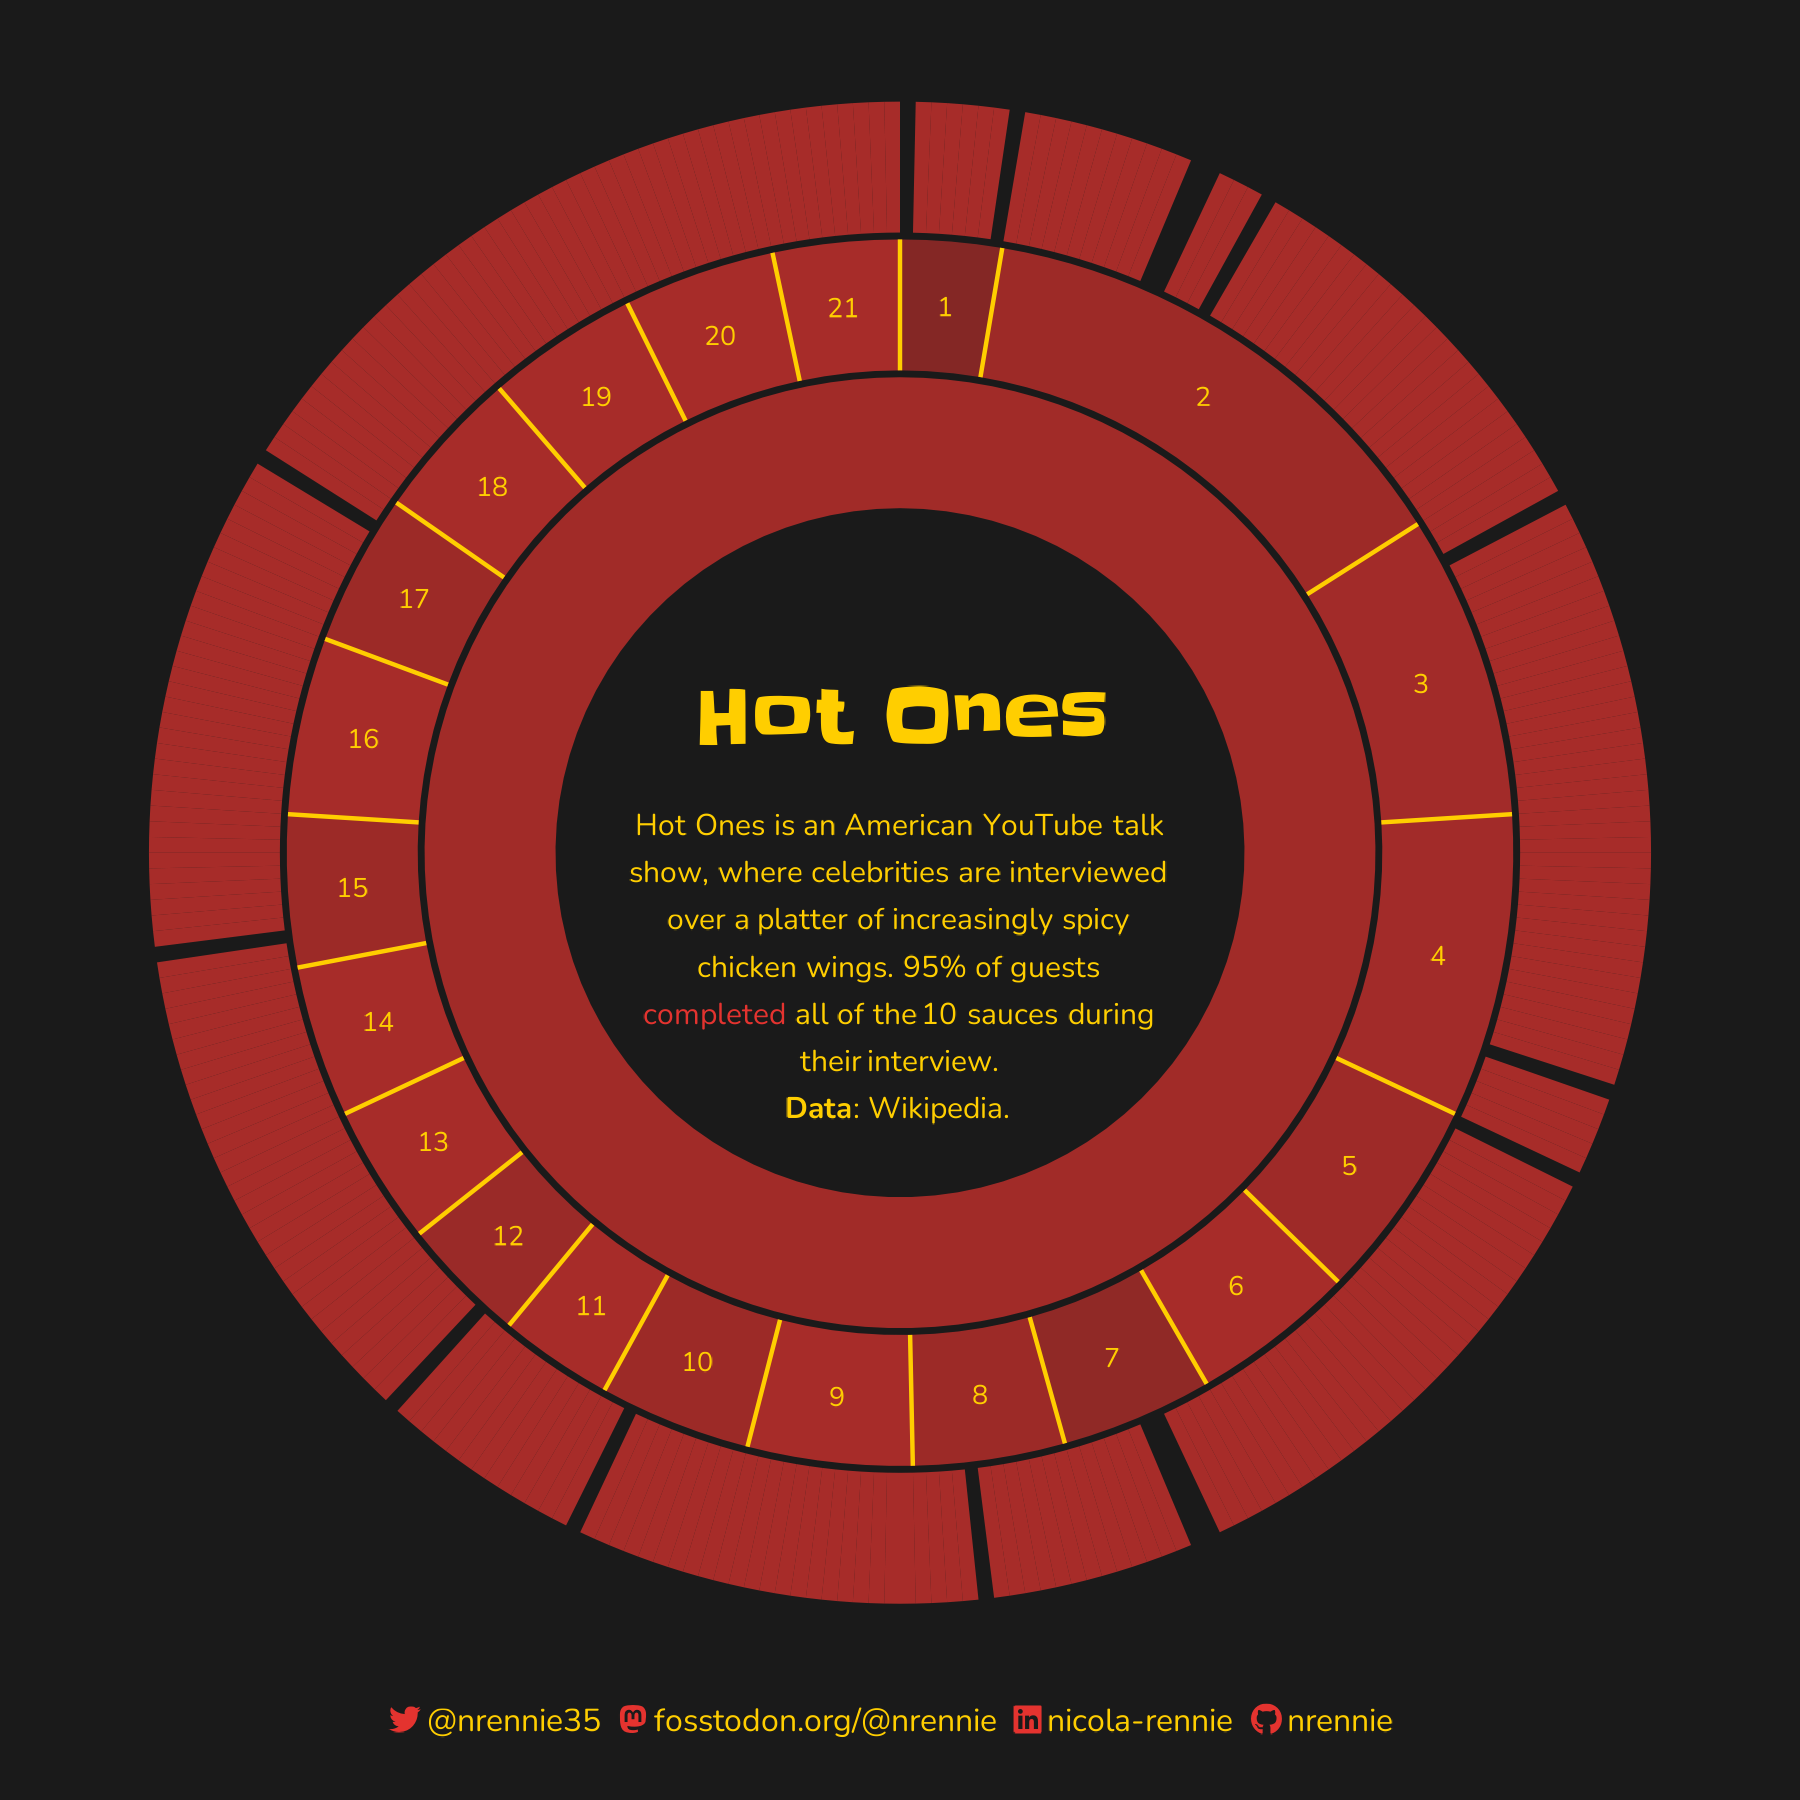 Hot Ones
Hot Ones is an American YouTube talk
show, where celebrities are interviewed
over a platter of increasingly spicy
chicken wings. 95% of guests
completed all of the 10 sauces during
their interview.
Data: Wikipedia.
1
2
3
4
5
6
7
8
9
10
11
12
13
14
15
16
17
18
19
20
21
@nrennie35 fosstodon.org/@nrennie nicola-rennie nrennie